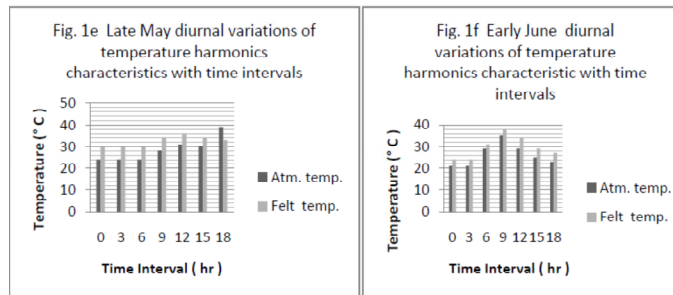 Fig. 1e Late May diurnal variations of
temperature harmonics
characteristics with time intervals
50
40
30
20
10
0
Temperature (° C)
0 3 6 9 12 15 18
Time Interval ( hr )
Atm. temp.
Felt temp.
Fig. 1f Early June diurnal
variations of temperature
harmonics characteristic with time
intervals
40
30
20
10
0
Temperature (° C)
0 3 6 9 12 15 18
Time Interval ( hr )
Atm. temp.
Felt temp.